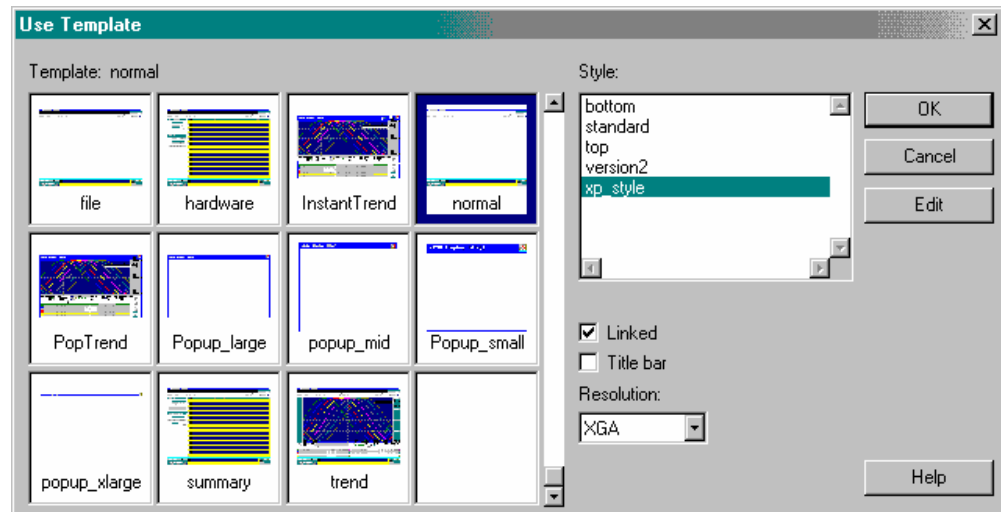 Use Template
Template: normal
file
hardware
InstantTrend
normal
PopTrend
Popup_large
popup_mid
Popup_small
popup_xlarge
summary
trend
Style:
bottom
standard
top
version2
xp_style
Linked
Title bar
Resolution:
XGA
OK
Cancel
Edit
Help